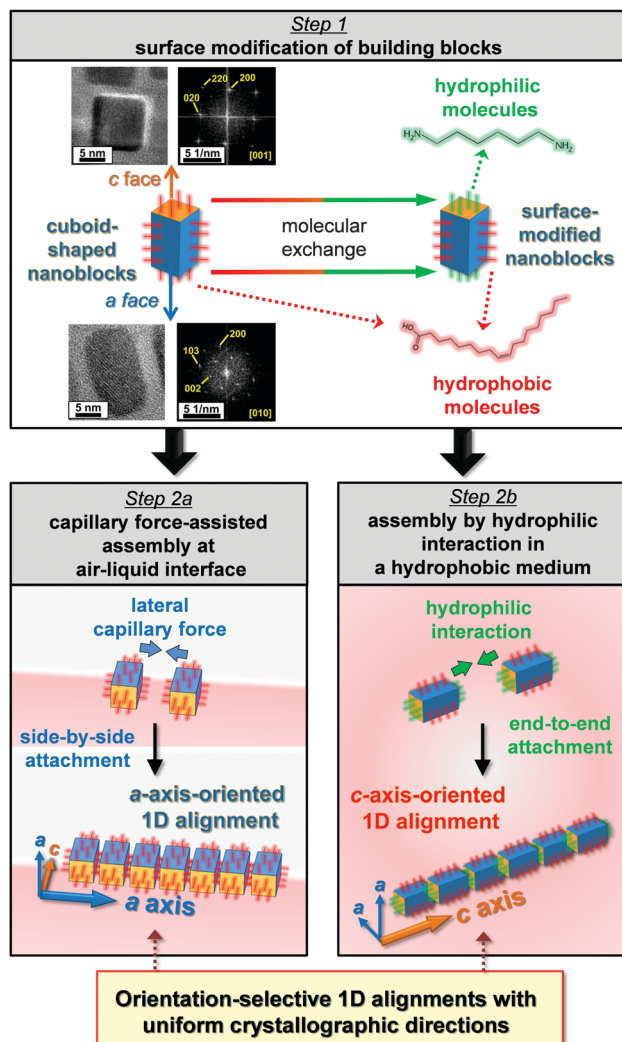 Step 1
surface modification of building blocks
220
200
020
5 nm
5 1/nm
[001]
hydrophilic
molecules
H₂N
NH₂
c face
cuboid-
shaped
nanoblocks
molecular
exchange
surface-
modified
nanoblocks
a face
HO
O
hydrophobic
molecules
200
103
002
5 nm
5 1/nm
[010]
Step 2a
capillary force-assisted
assembly at
air-liquid interface
lateral
capillary force
side-by-side
attachment
a-axis-oriented
1D alignment
a
c
a axis
Step 2b
assembly by hydrophilic
interaction in
a hydrophobic medium
hydrophilic
interaction
end-to-end
attachment
c-axis-oriented
1D alignment
a
a
c axis
Orientation-selective 1D alignments with
uniform crystallographic directions